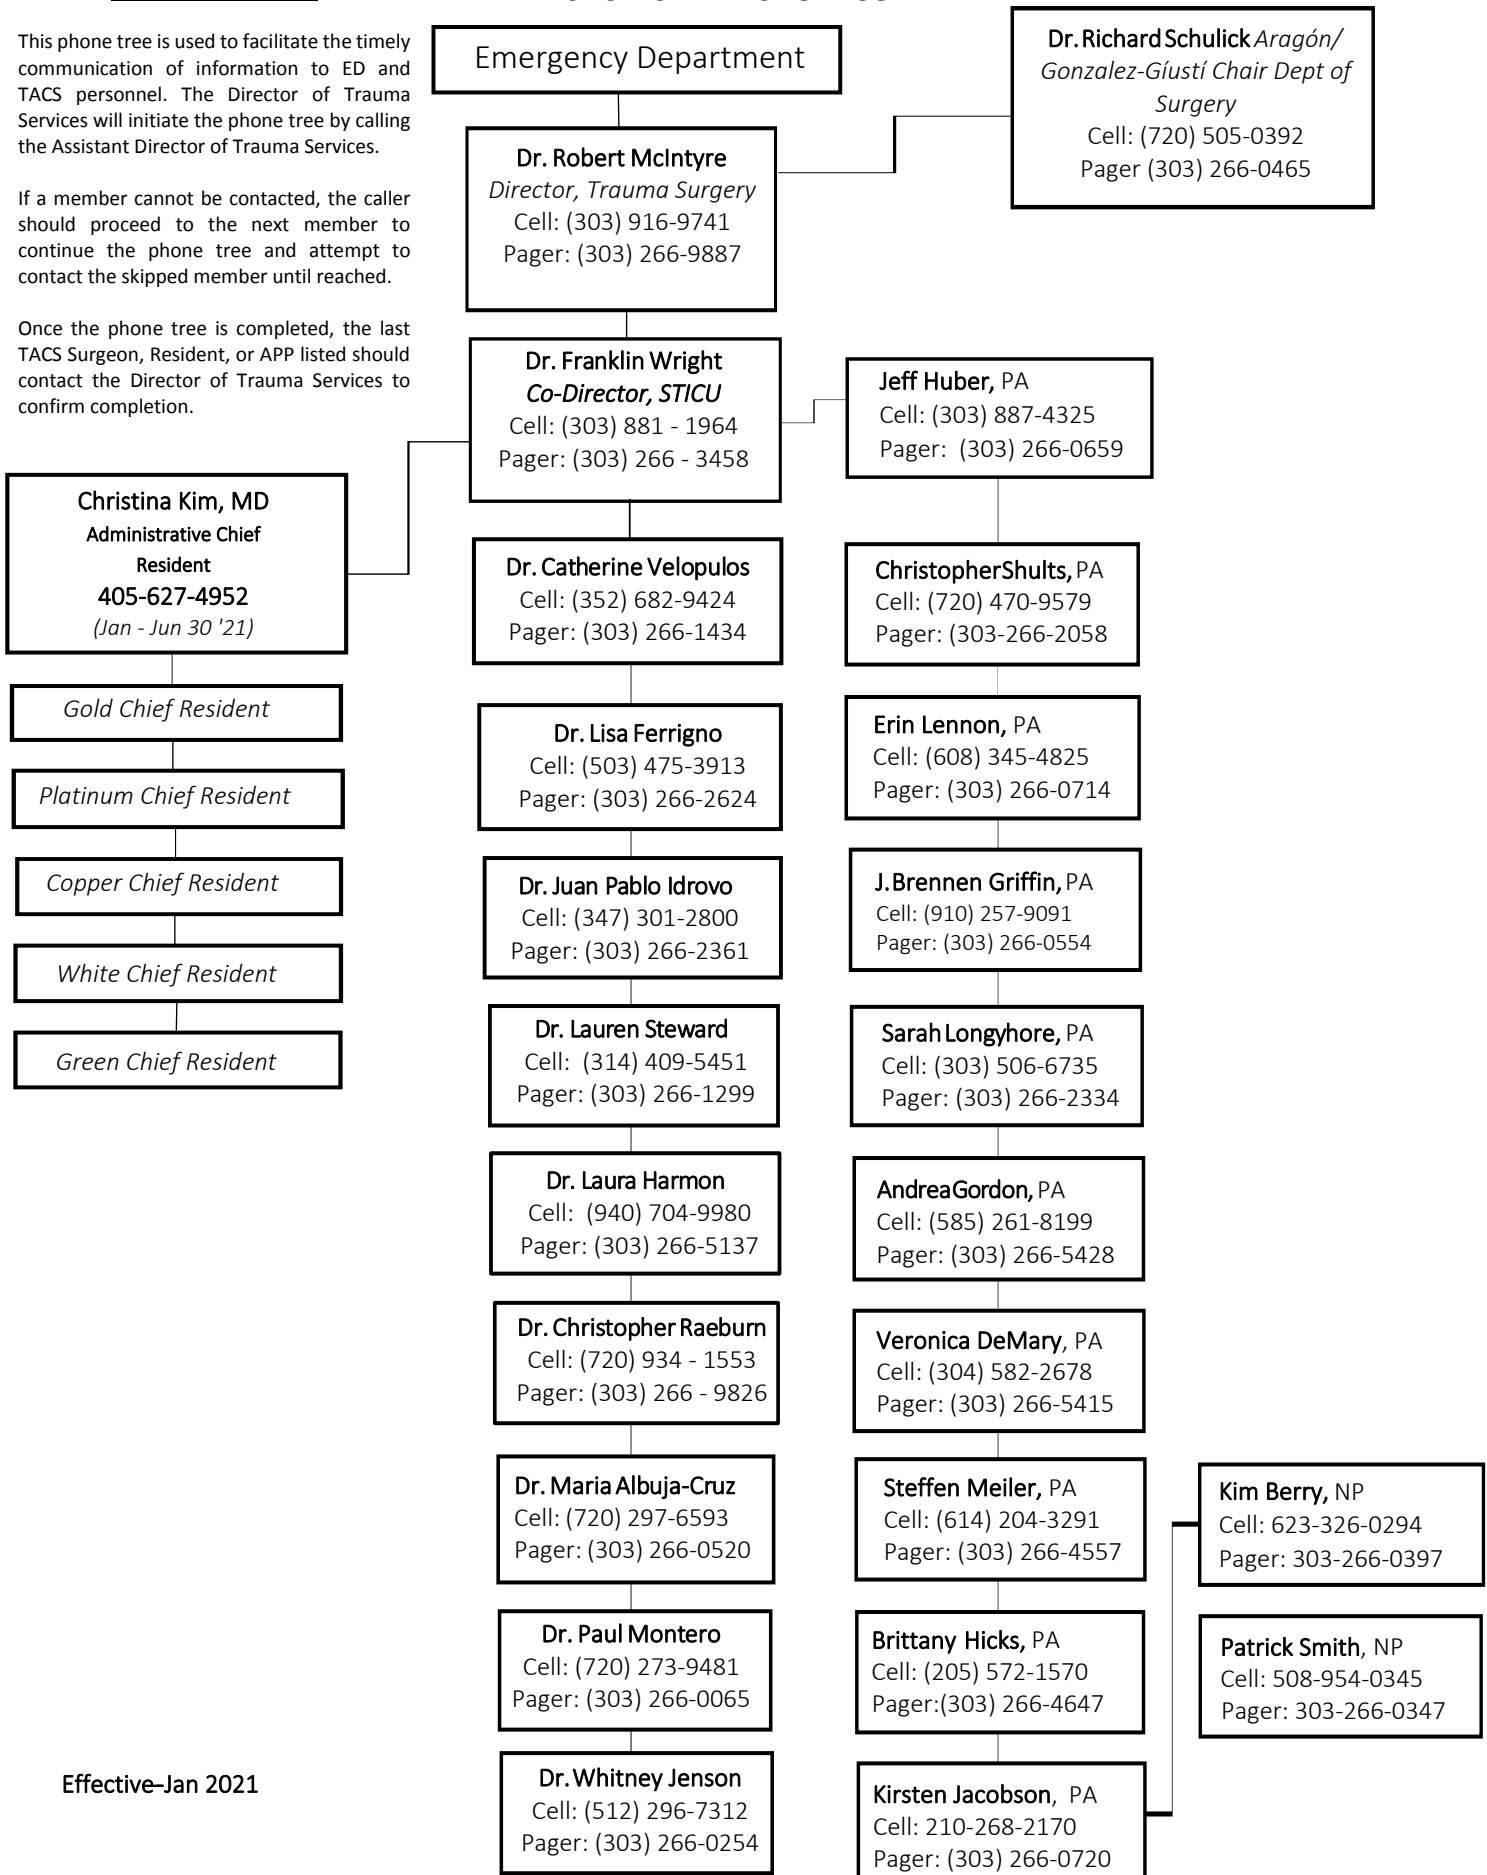 This phone tree is used to facilitate the timely
communication of information to ED and
TACS personnel. The Director of Trauma
Services will initiate the phone tree by calling
the Assistant Director of Trauma Services.
If a member cannot be contacted, the caller
should proceed to the next member to
continue the phone tree and attempt to
contact the skipped member until reached.
Once the phone tree is completed, the last
TACS Surgeon, Resident, or APP listed should
contact the Director of Trauma Services to
confirm completion.
Emergency Department
Dr. Richard Schulick Aragón/
Gonzalez-Gíustí Chair Dept of
Surgery
Cell: (720) 505-0392
Pager (303) 266-0465
Dr. Robert McIntyre
Director, Trauma Surgery
Cell: (303) 916-9741
Pager: (303) 266-9887
Dr. Franklin Wright
Co-Director, STICU
Cell: (303) 881 - 1964
Pager: (303) 266 - 3458
Christina Kim, MD
Administrative Chief
Resident
405-627-4952
(Jan - Jun 30 '21)
Gold Chief Resident
Platinum Chief Resident
Copper Chief Resident
White Chief Resident
Green Chief Resident
Dr. Catherine Velopulos
Cell: (352) 682-9424
Pager: (303) 266-1434
Dr. Lisa Ferrigno
Cell: (503) 475-3913
Pager: (303) 266-2624
Dr. Juan Pablo Idrovo
Cell: (347) 301-2800
Pager: (303) 266-2361
Dr. Lauren Steward
Cell: (314) 409-5451
Pager: (303) 266-1299
Dr. Laura Harmon
Cell: (940) 704-9980
Pager: (303) 266-5137
Dr. Christopher Raeburn
Cell: (720) 934 - 1553
Pager: (303) 266 - 9826
Dr. Maria Albuja-Cruz
Cell: (720) 297-6593
Pager: (303) 266-0520
Dr. Paul Montero
Cell: (720) 273-9481
Pager: (303) 266-0065
Dr. Whitney Jenson
Cell: (512) 296-7312
Pager: (303) 266-0254
Jeff Huber, PA
Cell: (303) 887-4325
Pager: (303) 266-0659
Christopher Shults, PA
Cell: (720) 470-9579
Pager: (303-266-2058
Erin Lennon, PA
Cell: (608) 345-4825
Pager: (303) 266-0714
J.Brennen Griffin, PA
Cell: (910) 257-9091
Pager: (303) 266-0554
Sarah Longyhore, PA
Cell: (303) 506-6735
Pager: (303) 266-2334
Andrea Gordon, PA
Cell: (585) 261-8199
Pager: (303) 266-5428
Veronica DeMary, PA
Cell: (304) 582-2678
Pager: (303) 266-5415
Steffen Meiler, PA
Cell: (614) 204-3291
Pager: (303) 266-4557
Brittany Hicks, PA
Cell: (205) 572-1570
Pager:(303) 266-4647
Kirsten Jacobson, PA
Cell: 210-268-2170
Pager: (303) 266-0720
Kim Berry, NP
Cell: 623-326-0294
Pager: 303-266-0397
Patrick Smith, NP
Cell: 508-954-0345
Pager: 303-266-0347
Effective–Jan 2021